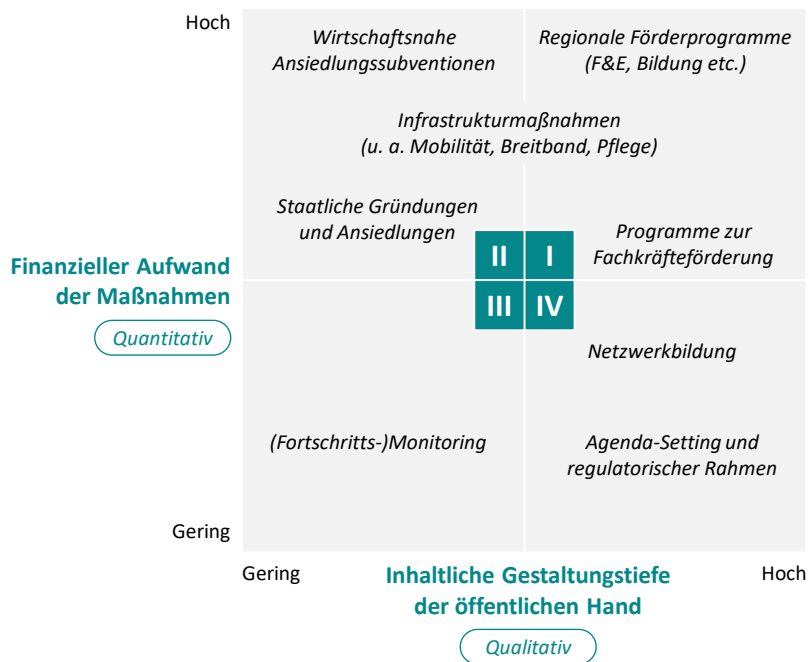 Hoch
Wirtschaftsnahe
Ansiedlungssubventionen
Regionale Förderprogramme
(F&E, Bildung etc.)
Infrastrukturmaßnahmen
(u. a. Mobilität, Breitband, Pflege)
Staatliche Gründungen
und Ansiedlungen
Programme zur
Fachkräfteförderung
II
I
Finanzieller Aufwand
der Maßnahmen
Quantitativ
III
IV
Netzwerkbildung
(Fortschritts-)Monitoring
Agenda-Setting und
regulatorischer Rahmen
Gering
Gering
Inhaltliche Gestaltungstiefe
der öffentlichen Hand
Hoch
Qualitativ